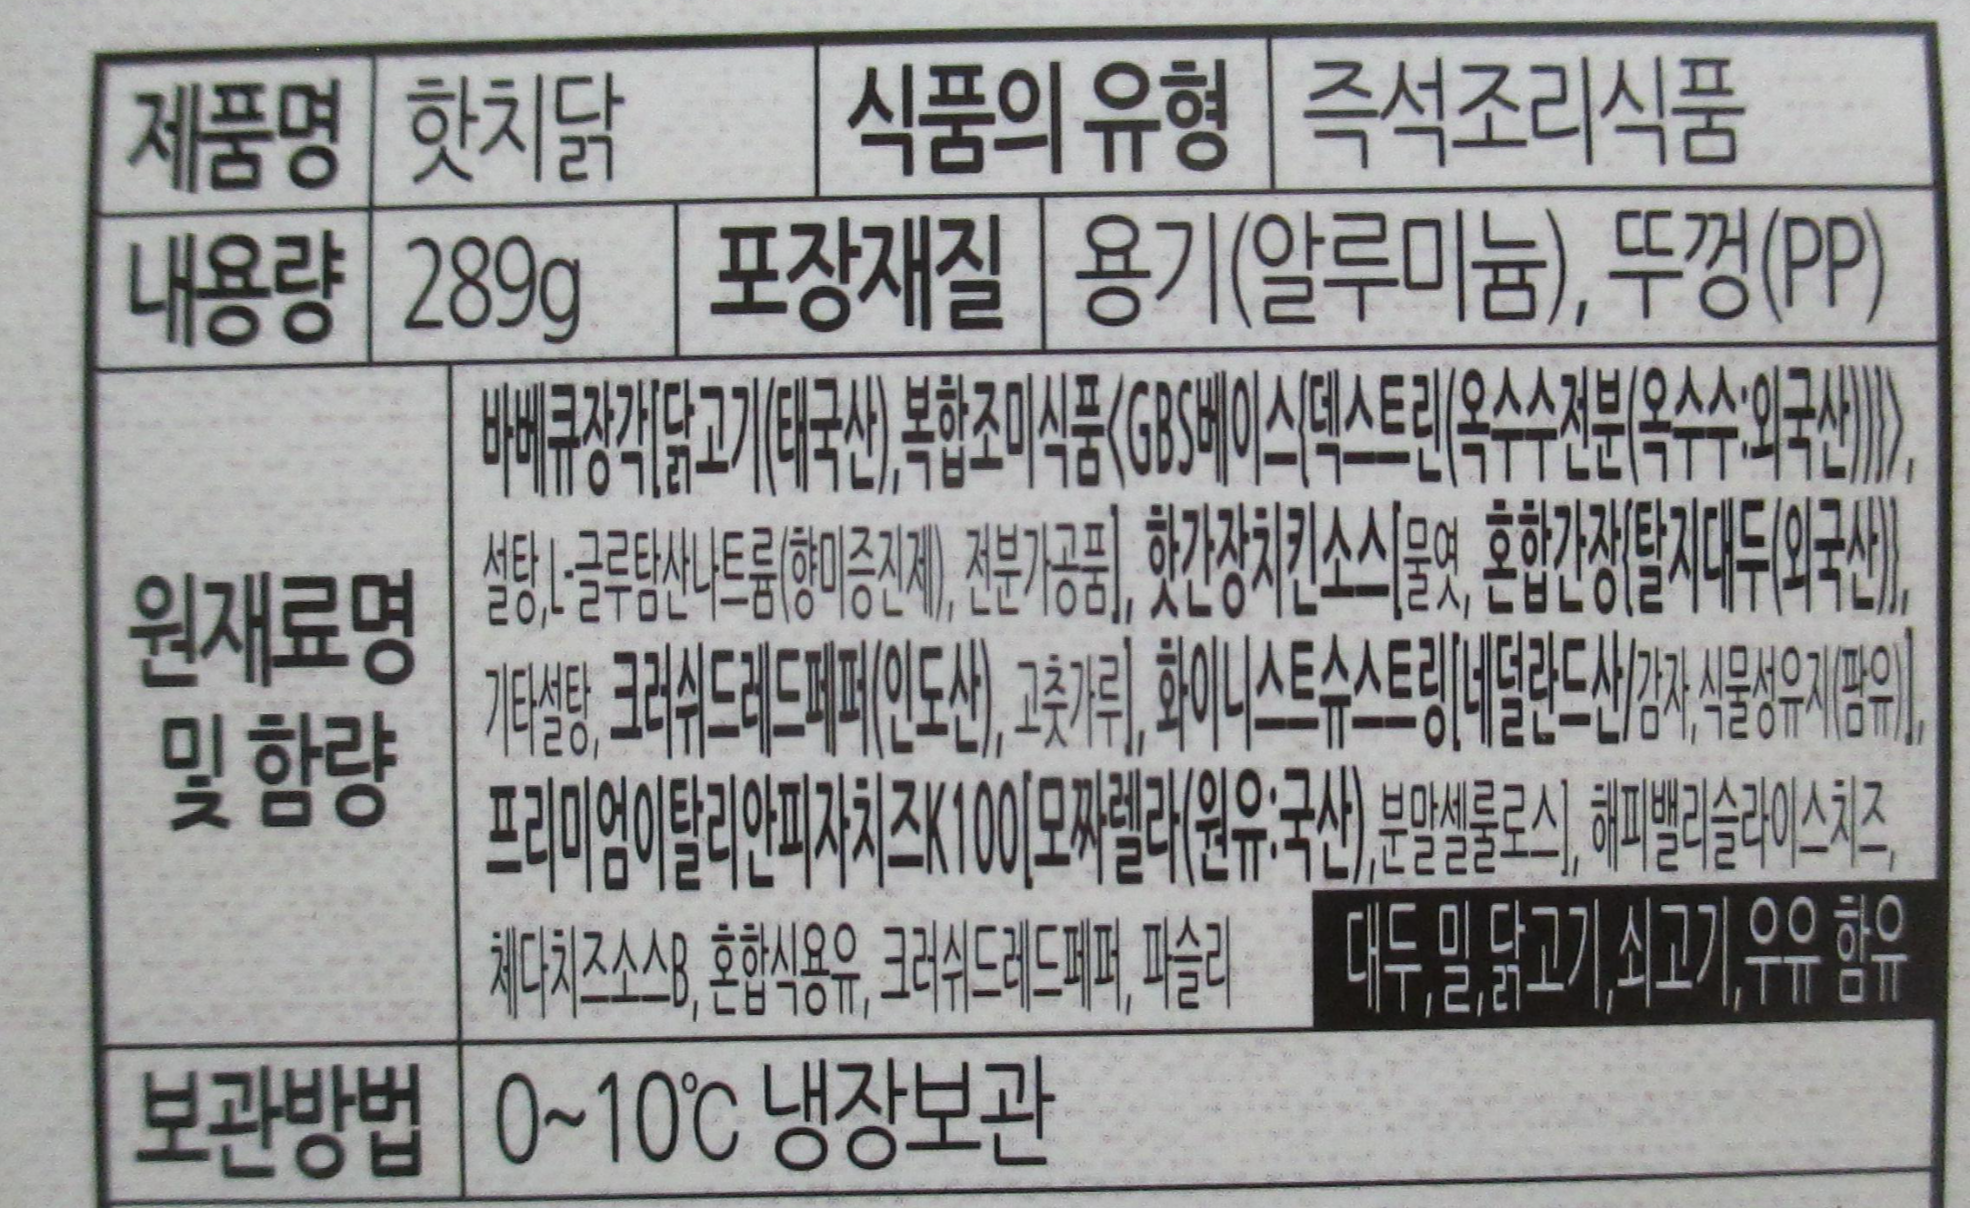 제품명 핫치닭 식품의 유형 즉석조리식품
내용량 289g 포장재질 용기(알루미늄), 뚜껑(PP)
원재료명 및 함량
바베큐장각[닭고기(태국산),복합조미식품<GBS베이스{덱스트린(옥수수전분(옥수수:외국산))}>,
설탕,L-글루탐산나트륨(향미증진제), 전분가공품], 핫간장치킨소스[물엿, 혼합간장{탈지대두(외국산)},
기타설탕, 크러쉬드레드페퍼(인도산), 고춧가루], 화이니스트슈스트링[네덜란드산/감자,식물성유지(팜유)],
프리미엄이탈리안피자치즈K100[모짜렐라(원유:국산),분말셀룰로스], 해피밸리슬라이스치즈,
체다치즈소스B, 혼합식용유, 크러쉬드레드페퍼, 파슬리 대두,밀,닭고기,쇠고기,우유 함유
보관방법 0~10℃ 냉장보관